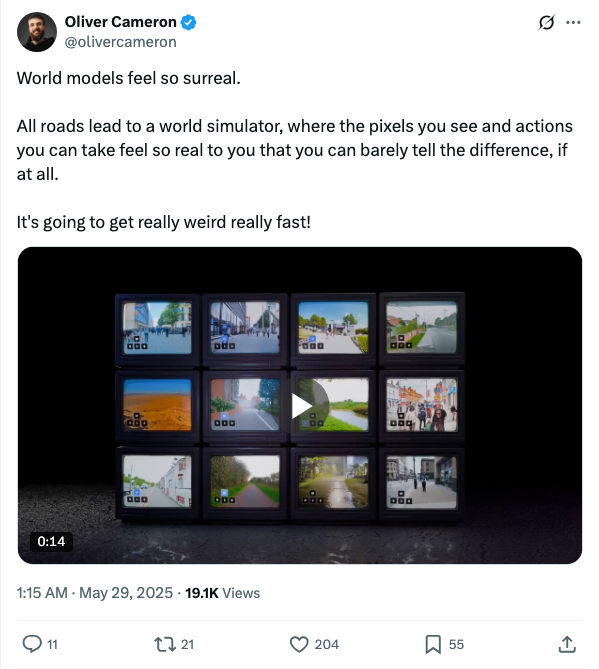 Oliver Cameron
@olivercameron
World models feel so surreal.
All roads lead to a world simulator, where the pixels you see and actions
you can take feel so real to you that you can barely tell the difference, if
at all.
It's going to get really weird really fast!
0:14
1:15 AM · May 29, 2025 · 19.1K Views
11 21 204 55